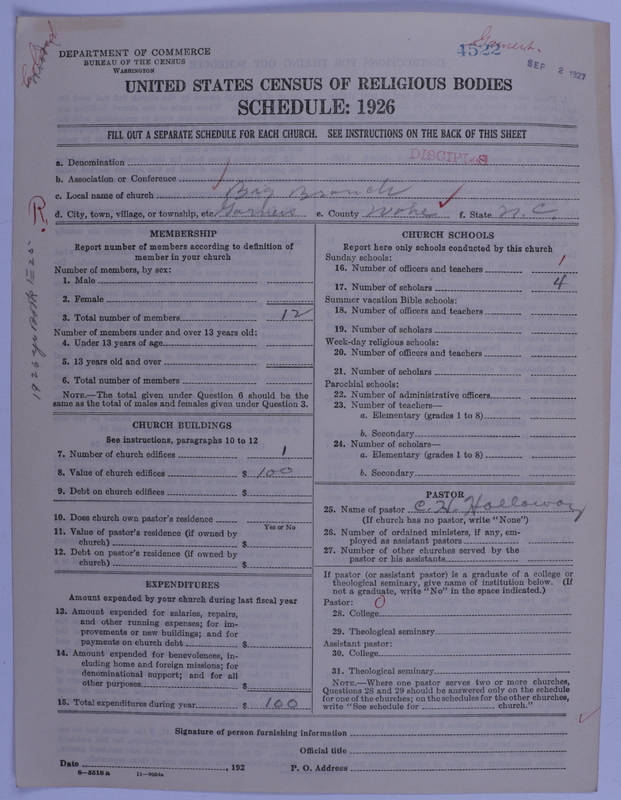 4522
SEP 2 1927
DEPARTMENT OF COMMERCE
BUREAU OF THE CENSUS
WASHINGTON
UNITED STATES CENSUS OF RELIGIOUS BODIES
SCHEDULE: 1926
FILL OUT A SEPARATE SCHEDULE FOR EACH CHURCH. SEE INSTRUCTIONS ON THE BACK OF THIS SHEET
a. Denomination DISCIPLES
b. Association or Conference
c. Local name of church Bag Branch
d. City, town, village, or township, etc. e. County Wake f. State N. C.
MEMBERSHIP
Report number of members according to definition of
member in your church
Number of members, by sex:
1. Male
2. Female
3. Total number of members 12
Number of members under and over 13 years old:
4. Under 13 years of age
5. 13 years old and over
6. Total number of members
NOTE.—The total given under Question 6 should be the
same as the total of males and females given under Question 3.
CHURCH BUILDINGS
See instructions, paragraphs 10 to 12
7. Number of church edifices 1
8. Value of church edifices $ 100
9. Debt on church edifices $
10. Does church own pastor's residence
Yes or No
11. Value of pastor's residence (if owned by
church) $
12. Debt on pastor's residence (if owned by
church) $
EXPENDITURES
Amount expended by your church during last fiscal year
13. Amount expended for salaries, repairs,
and other running expenses; for im-
provements or new buildings; and for
payments on church debt $
14. Amount expended for benevolences, in-
cluding home and foreign missions; for
denominational support; and for all
other purposes $
15. Total expenditures during year $ 100
CHURCH SCHOOLS
Report here only schools conducted by this church
Sunday schools:
16. Number of officers and teachers 1
17. Number of scholars 4
Summer vacation Bible schools:
18. Number of officers and teachers
19. Number of scholars
Week-day religious schools:
20. Number of officers and teachers
21. Number of scholars
Parochial schools:
22. Number of administrative officers
23. Number of teachers—
a. Elementary (grades 1 to 8)
b. Secondary
24. Number of scholars—
a. Elementary (grades 1 to 8)
b. Secondary
PASTOR
25. Name of pastor C. H. Holloway
(If church has no pastor, write "None")
26. Number of ordained ministers, if any, em-
ployed as assistant pastors
27. Number of other churches served by the
pastor or his assistants
If pastor (or assistant pastor) is a graduate of a college or
theological seminary, give name of institution below. (If
not a graduate, write "No" in the space indicated.)
Pastor: 0
28. College
29. Theological seminary
Assistant pastor:
30. College
31. Theological seminary
NOTE.—Where one pastor serves two or more churches,
Questions 28 and 29 should be answered only on the schedule
for one of the churches; on the schedules for the other churches,
write "See schedule for church."
Signature of person furnishing information
Official title
Date , 192 P. O. Address
8-5518a 11-9904a